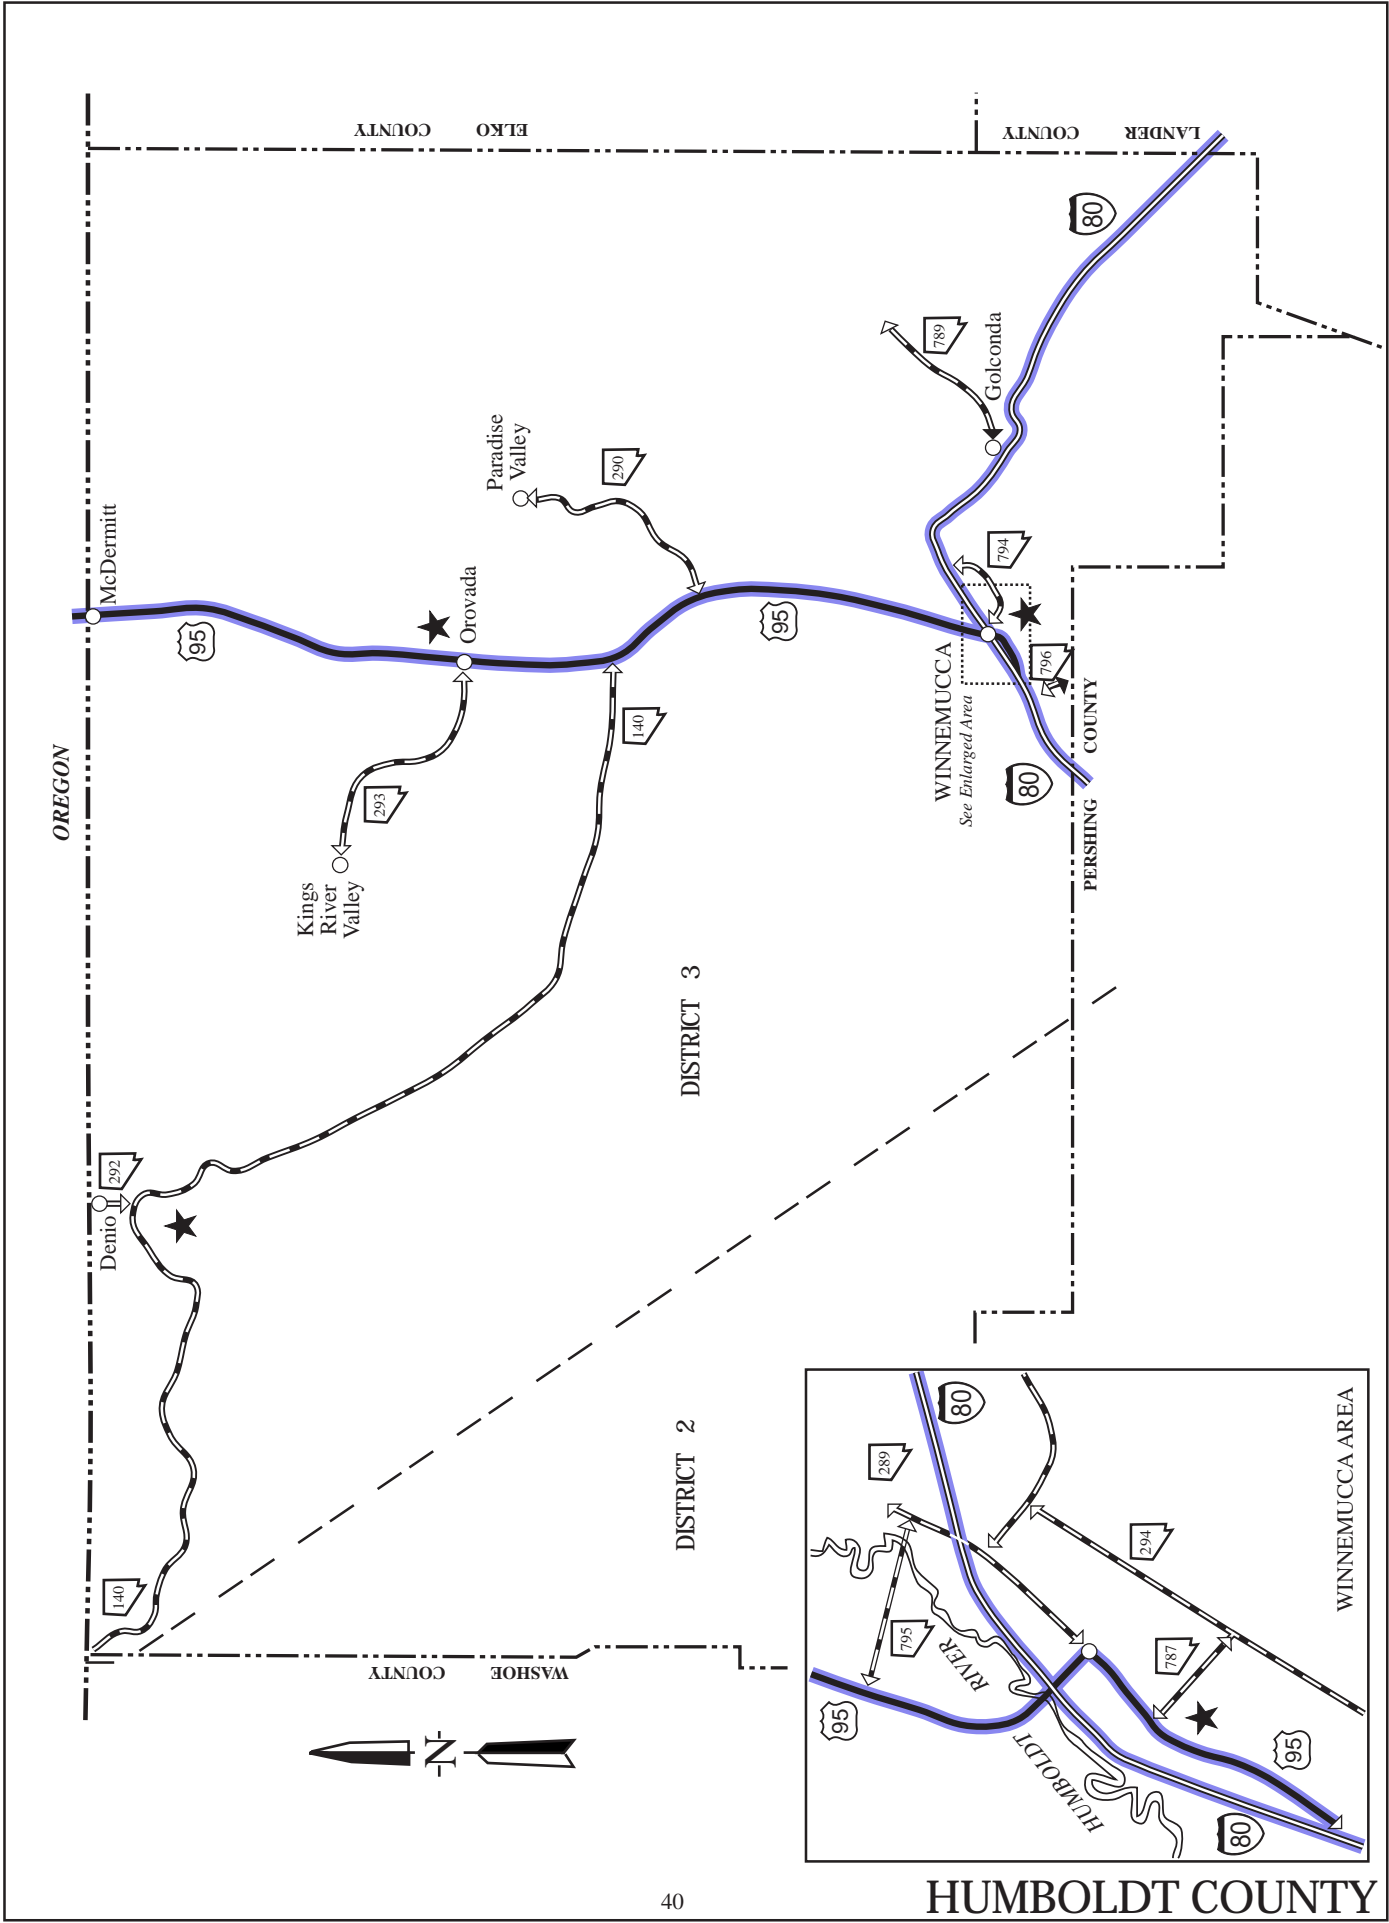 OREGON
ELKO COUNTY
LANDER COUNTY
PERSHING COUNTY
WASHOE COUNTY
McDermitt
95
Orovada
Paradise
Valley
290
293
Kings
River
Valley
140
292
Denio
140
95
789
Golconda
80
794
796
WINNEMUCCA
See Enlarged Area
80
DISTRICT 3
DISTRICT 2
N
80
289
294
795
787
95
RIVER
HUMBOLDT
95
80
WINNEMUCCA AREA
40
HUMBOLDT COUNTY